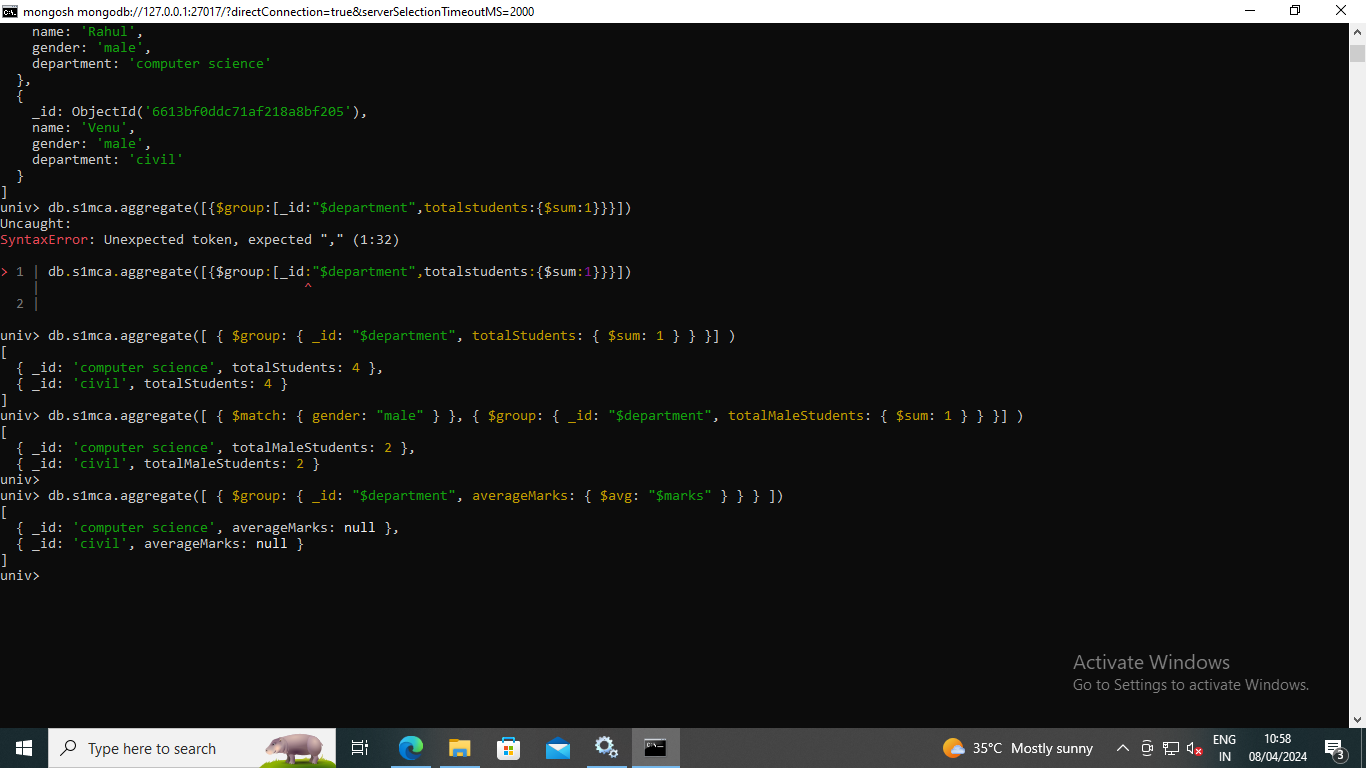 mongosh mongodb://127.0.0.1:27017/?directConnection=true&serverSelectionTimeoutMS=2000
name: 'Rahul',
gender: 'male',
department: 'computer science'
},
{
_id: ObjectId('6613bf0ddc71af218a8bf205'),
name: 'Venu',
gender: 'male',
department: 'civil'
}
]
univ> db.s1mca.aggregate([{$group:[_id:"$department",totalstudents:{$sum:1}}}])
Uncaught:
SyntaxError: Unexpected token, expected "," (1:32)
> 1 | db.s1mca.aggregate([{$group:[_id:"$department",totalstudents:{$sum:1}}}])
| ^
2 |
univ> db.s1mca.aggregate([ { $group: { _id: "$department", totalStudents: { $sum: 1 } } }] )
[
{ _id: 'computer science', totalStudents: 4 },
{ _id: 'civil', totalStudents: 4 }
]
univ> db.s1mca.aggregate([ { $match: { gender: "male" } }, { $group: { _id: "$department", totalMaleStudents: { $sum: 1 } } }] )
[
{ _id: 'computer science', totalMaleStudents: 2 },
{ _id: 'civil', totalMaleStudents: 2 }
univ>
univ> db.s1mca.aggregate([ { $group: { _id: "$department", averageMarks: { $avg: "$marks" } } } ])
[
{ _id: 'computer science', averageMarks: null },
{ _id: 'civil', averageMarks: null }
]
univ>
Activate Windows
Go to Settings to activate Windows.
Type here to search
35°C Mostly sunny
ENG
IN
10:58
08/04/2024
3